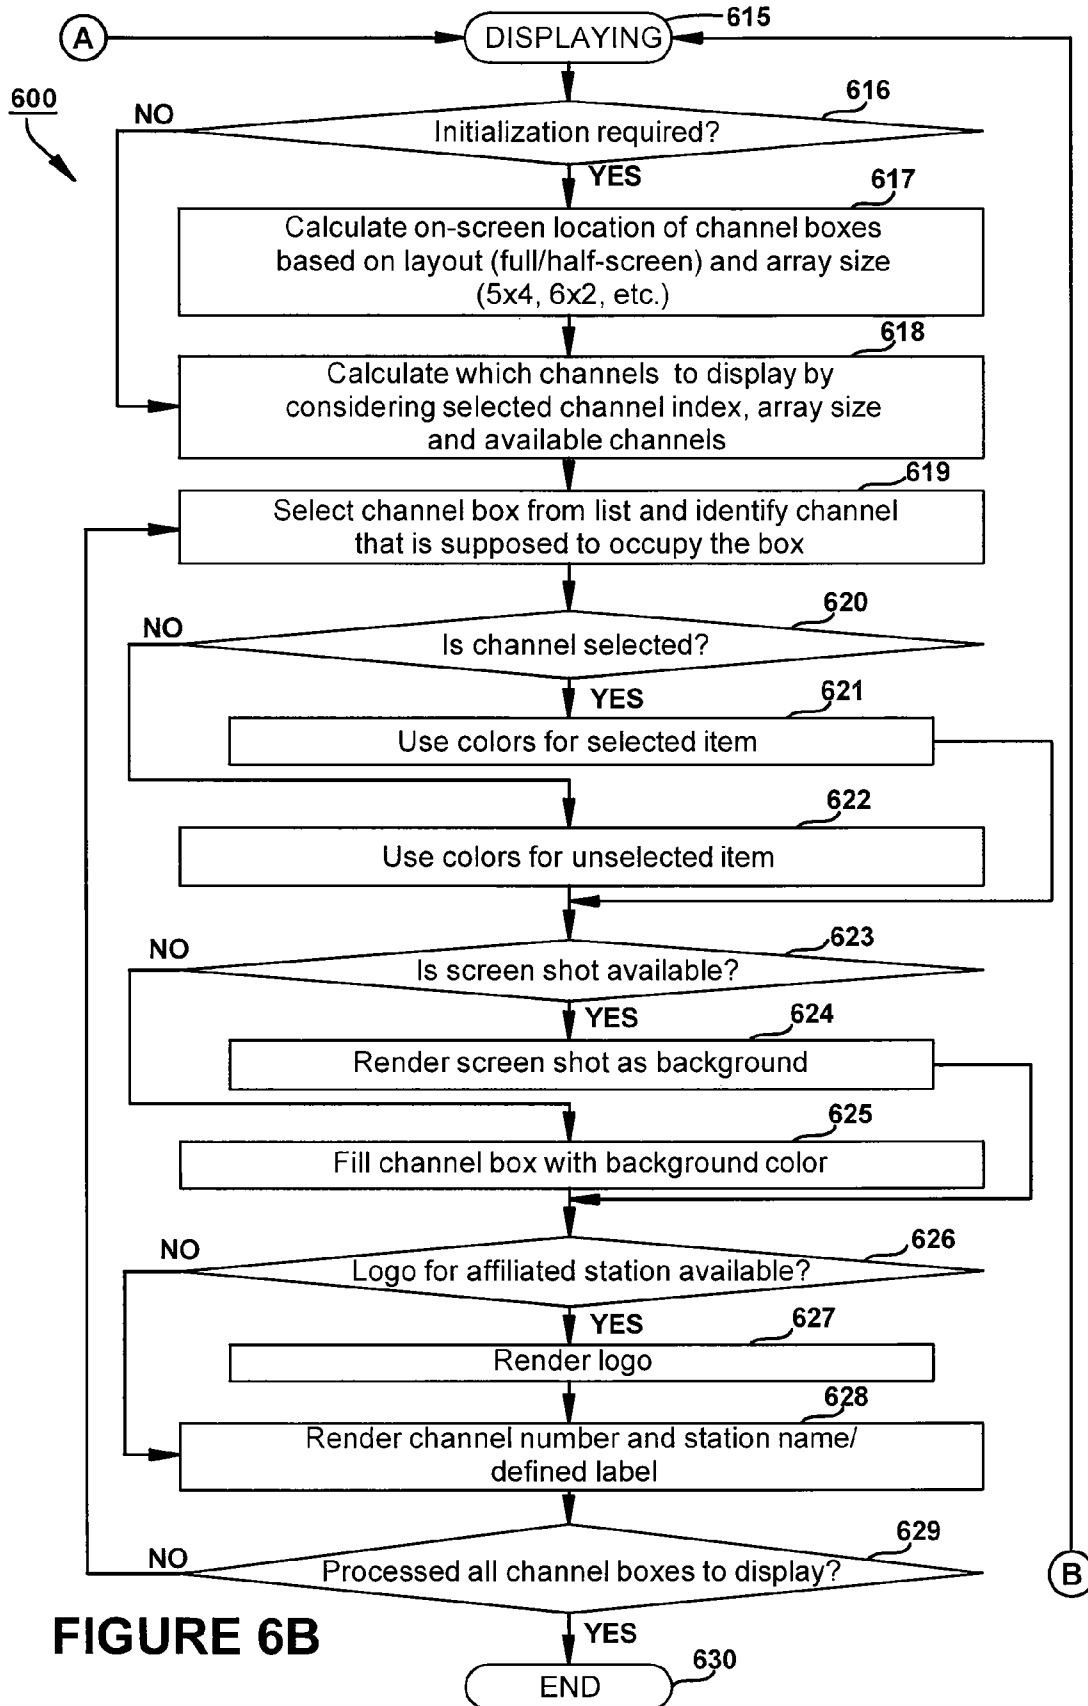 A
DISPLAYING
615
600
NO
616
Initialization required?
YES
617
Calculate on-screen location of channel boxes
based on layout (full/half-screen) and array size
(5x4, 6x2, etc.)
618
Calculate which channels to display by
considering selected channel index, array size
and available channels
619
Select channel box from list and identify channel
that is supposed to occupy the box
620
NO
Is channel selected?
YES
621
Use colors for selected item
622
Use colors for unselected item
623
NO
Is screen shot available?
YES
624
Render screen shot as background
625
Fill channel box with background color
626
NO
Logo for affiliated station available?
YES
627
Render logo
628
Render channel number and station name/
defined label
629
NO
Processed all channel boxes to display?
B
YES
FIGURE 6B
630
END